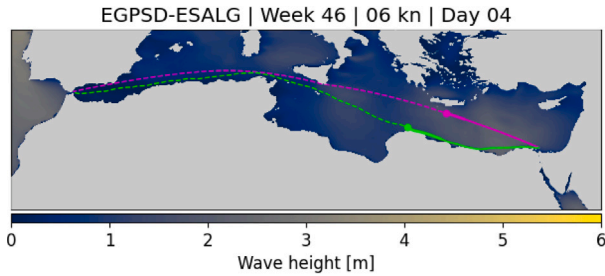 EGPSD-ESALG | Week 46 | 06 kn | Day 04
0 1 2 3 4 5 6
Wave height [m]